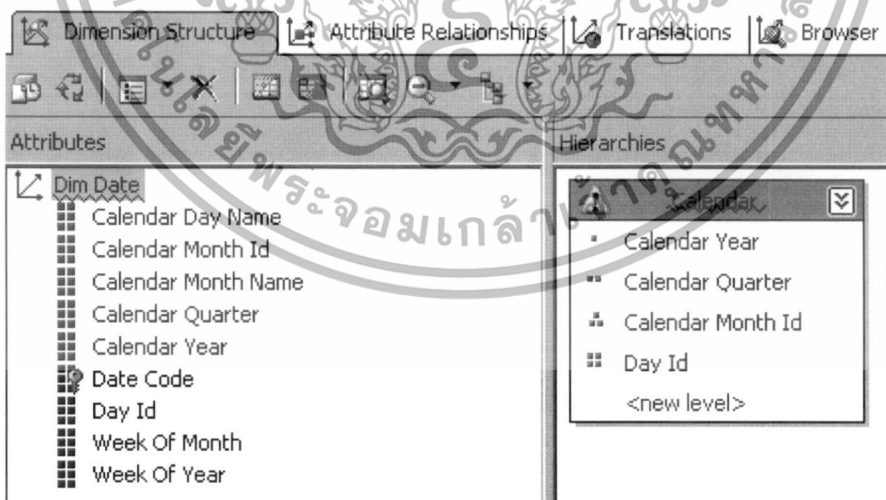 Dimension Structure Attribute Relationships Translations Browser
Attributes
Dim Date
Calendar Day Name
Calendar Month Id
Calendar Month Name
Calendar Quarter
Calendar Year
Date Code
Day Id
Week Of Month
Week Of Year
Hierarchies
Calendar
Calendar Year
Calendar Quarter
Calendar Month Id
Day Id
<new level>